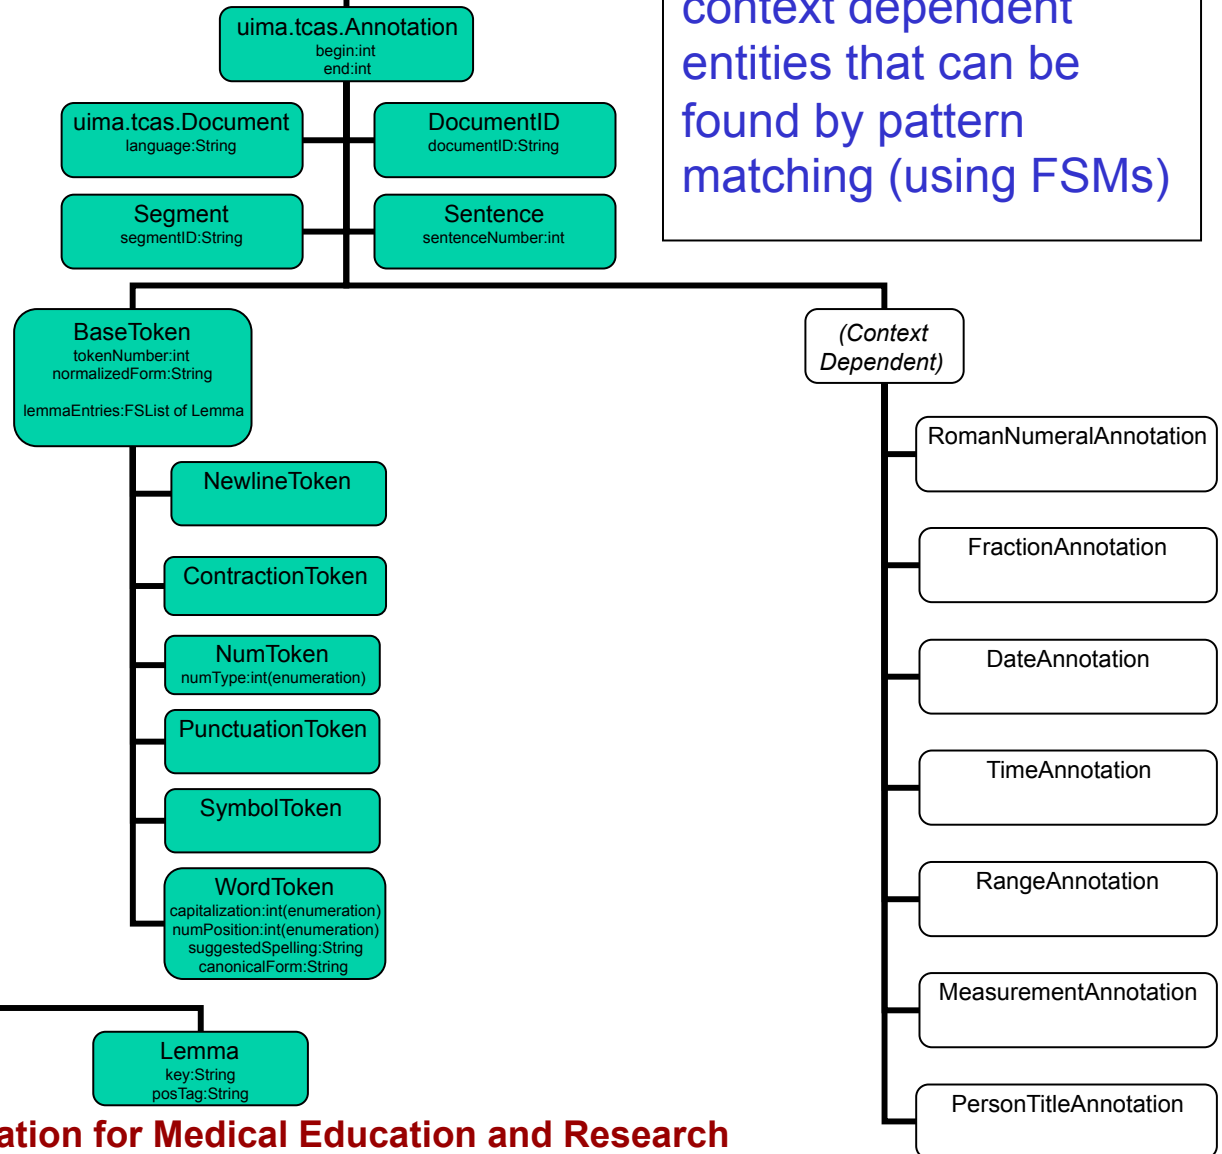 context dependent
entities that can be
found by pattern
matching (using FSMs)
uima.tcas.Annotation
begin:int
end:int
uima.tcas.Document
language:String
DocumentID
documentID:String
Segment
segmentID:String
Sentence
sentenceNumber:int
BaseToken
tokenNumber:int
normalizedForm:String
lemmaEntries:FSList of Lemma
NewlineToken
ContractionToken
NumToken
numType:int(enumeration)
PunctuationToken
SymbolToken
WordToken
capitalization:int(enumeration)
numPosition:int(enumeration)
suggestedSpelling:String
canonicalForm:String
(Context
Dependent)
RomanNumeralAnnotation
FractionAnnotation
DateAnnotation
TimeAnnotation
RangeAnnotation
MeasurementAnnotation
PersonTitleAnnotation
Lemma
key:String
posTag:String
ation for Medical Education and Research